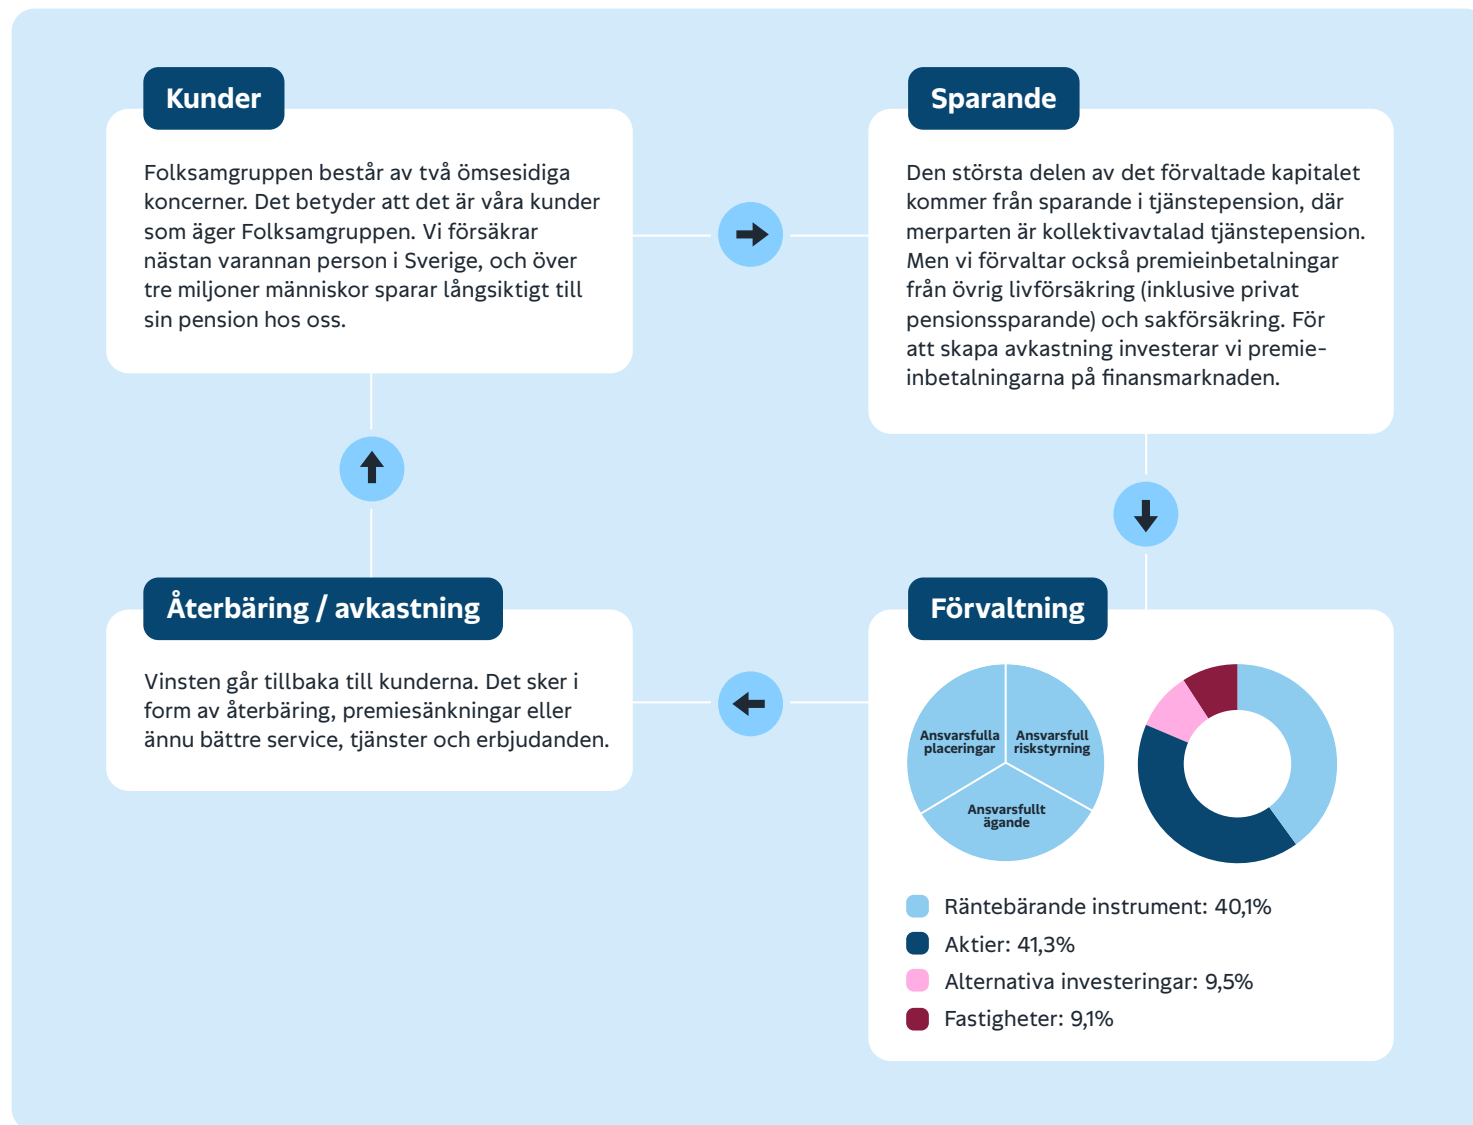 Kunder
Folksamgruppen består av två ömsesidiga
koncerner. Det betyder att det är våra kunder
som äger Folksamgruppen. Vi försäkrar
nästan varannan person i Sverige, och över
tre miljoner människor sparar långsiktigt till
sin pension hos oss.
Sparande
Den största delen av det förvaltade kapitalet
kommer från sparande i tjänstepension, där
merparten är kollektivavtalad tjänstepension.
Men vi förvaltar också premieinbetalningar
från övrig livförsäkring (inklusive privat
pensionssparande) och sakförsäkring. För
att skapa avkastning investerar vi premie-
inbetalningarna på finansmarknaden.
Återbäring / avkastning
Vinsten går tillbaka till kunderna. Det sker i
form av återbäring, premiesänkningar eller
ännu bättre service, tjänster och erbjudanden.
Förvaltning
Ansvarsfulla
placeringar
Ansvarsfull
riskstyrning
Ansvarsfullt
ägande
Räntebärande instrument: 40,1%
Aktier: 41,3%
Alternativa investeringar: 9,5%
Fastigheter: 9,1%